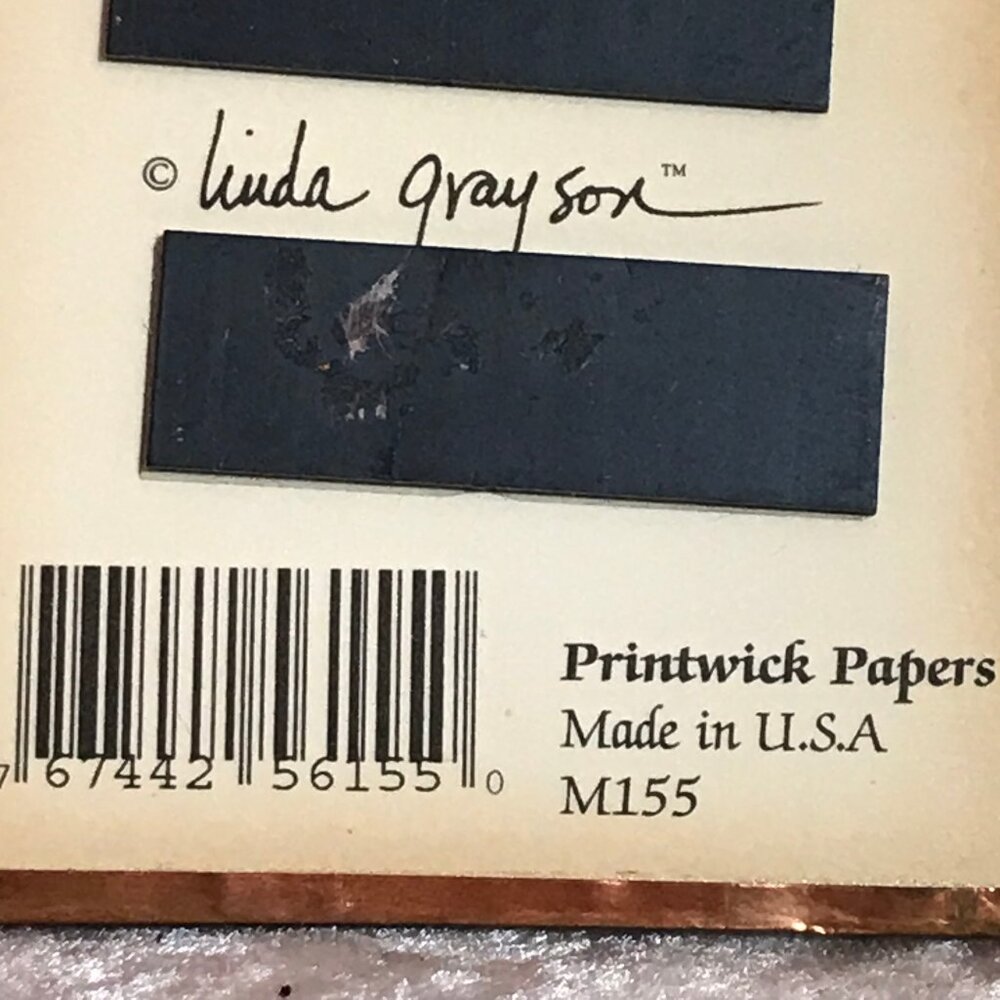 © linda grayson™
7 67442 56155 0
Printwick Papers
Made in U.S.A
M155